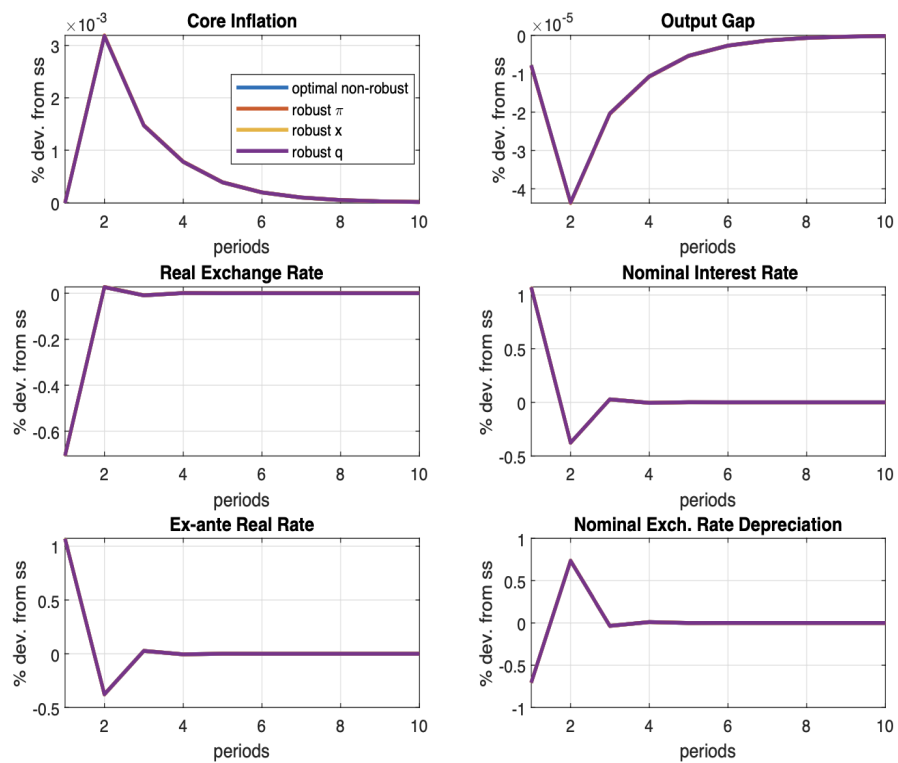 Core Inflation
×10⁻³
3
2
1
0
2 4 6 8 10
% dev. from ss
periods
optimal non-robust
robust π
robust x
robust q
Output Gap
×10⁻⁵
0
-1
-2
-3
-4
2 4 6 8 10
% dev. from ss
periods
Real Exchange Rate
0
-0.2
-0.4
-0.6
2 4 6 8 10
% dev. from ss
periods
Nominal Interest Rate
1
0.5
0
-0.5
2 4 6 8 10
% dev. from ss
periods
Ex-ante Real Rate
1
0.5
0
-0.5
2 4 6 8 10
% dev. from ss
periods
Nominal Exch. Rate Depreciation
1
0.5
0
-0.5
-1
2 4 6 8 10
% dev. from ss
periods